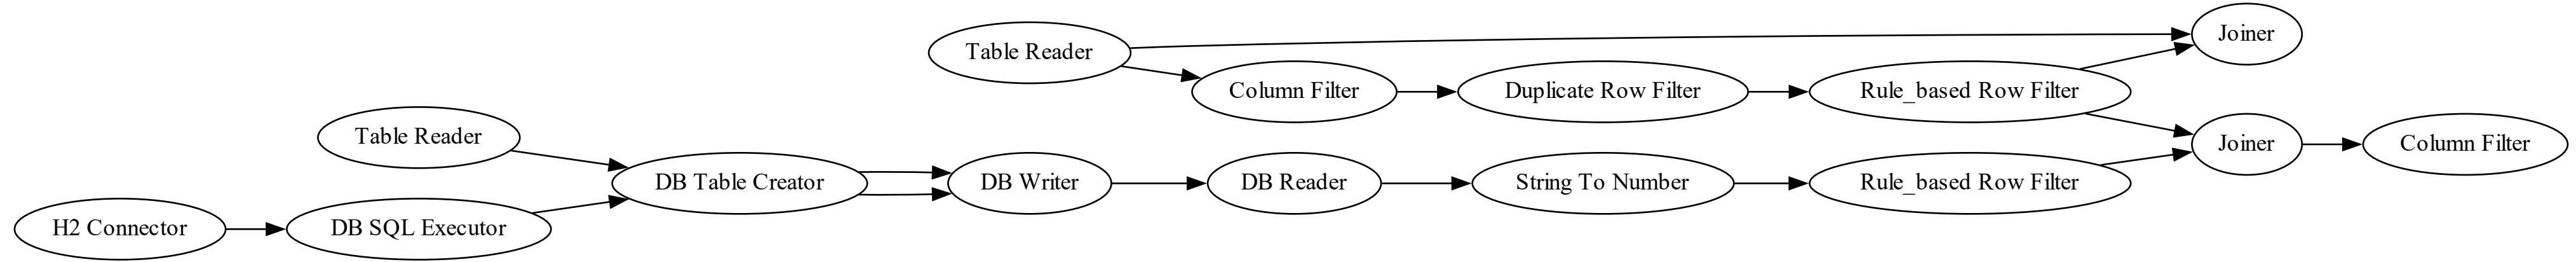 Table Reader
Joiner
Column Filter
Duplicate Row Filter
Rule_based Row Filter
Table Reader
Joiner
Column Filter
DB Table Creator
DB Writer
DB Reader
String To Number
Rule_based Row Filter
H2 Connector
DB SQL Executor